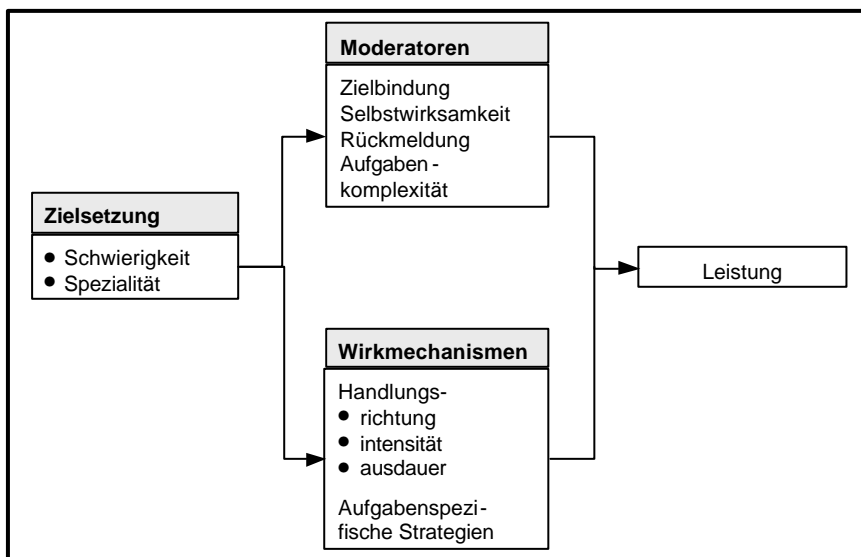 Moderatoren
Zielbindung
Selbstwirksamkeit
Rückmeldung
Aufgaben-
komplexität
Zielsetzung
• Schwierigkeit
• Spezialität
Leistung
Wirkmechanismen
Handlungs-
• richtung
• intensität
• ausdauer
Aufgabenspezi-
fische Strategien